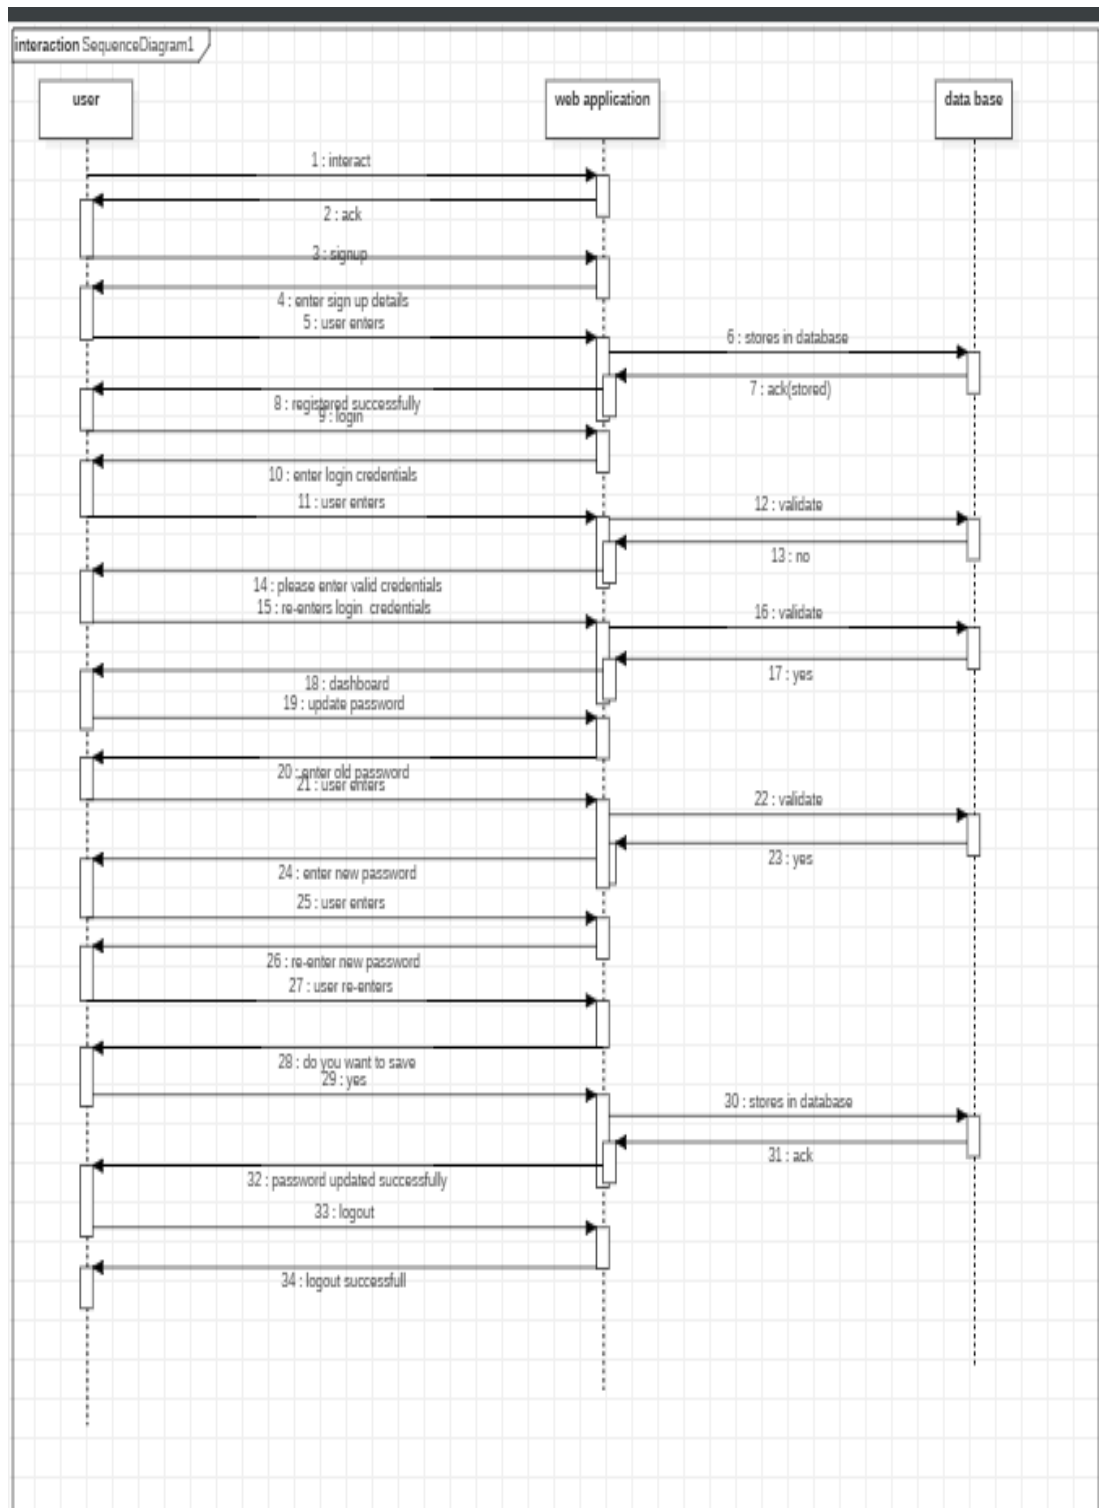 interaction SequenceDiagram1
user
web application
data base
1 : interact
2 : ack
3 : signup
4 : enter sign up details
5 : user enters
6 : stores in database
7 : ack(stored)
8 : registered successfully
9 : login
10 : enter login credentials
11 : user enters
12 : validate
13 : no
14 : please enter valid credentials
15 : re-enters login  credentials
16 : validate
17 : yes
18 : dashboard
19 : update password
20 : enter old password
21 : user enters
22 : validate
23 : yes
24 : enter new password
25 : user enters
26 : re-enter new password
27 : user re-enters
28 : do you want to save
29 : yes
30 : stores in database
31 : ack
32 : password updated successfully
33 : logout
34 : logout successfull